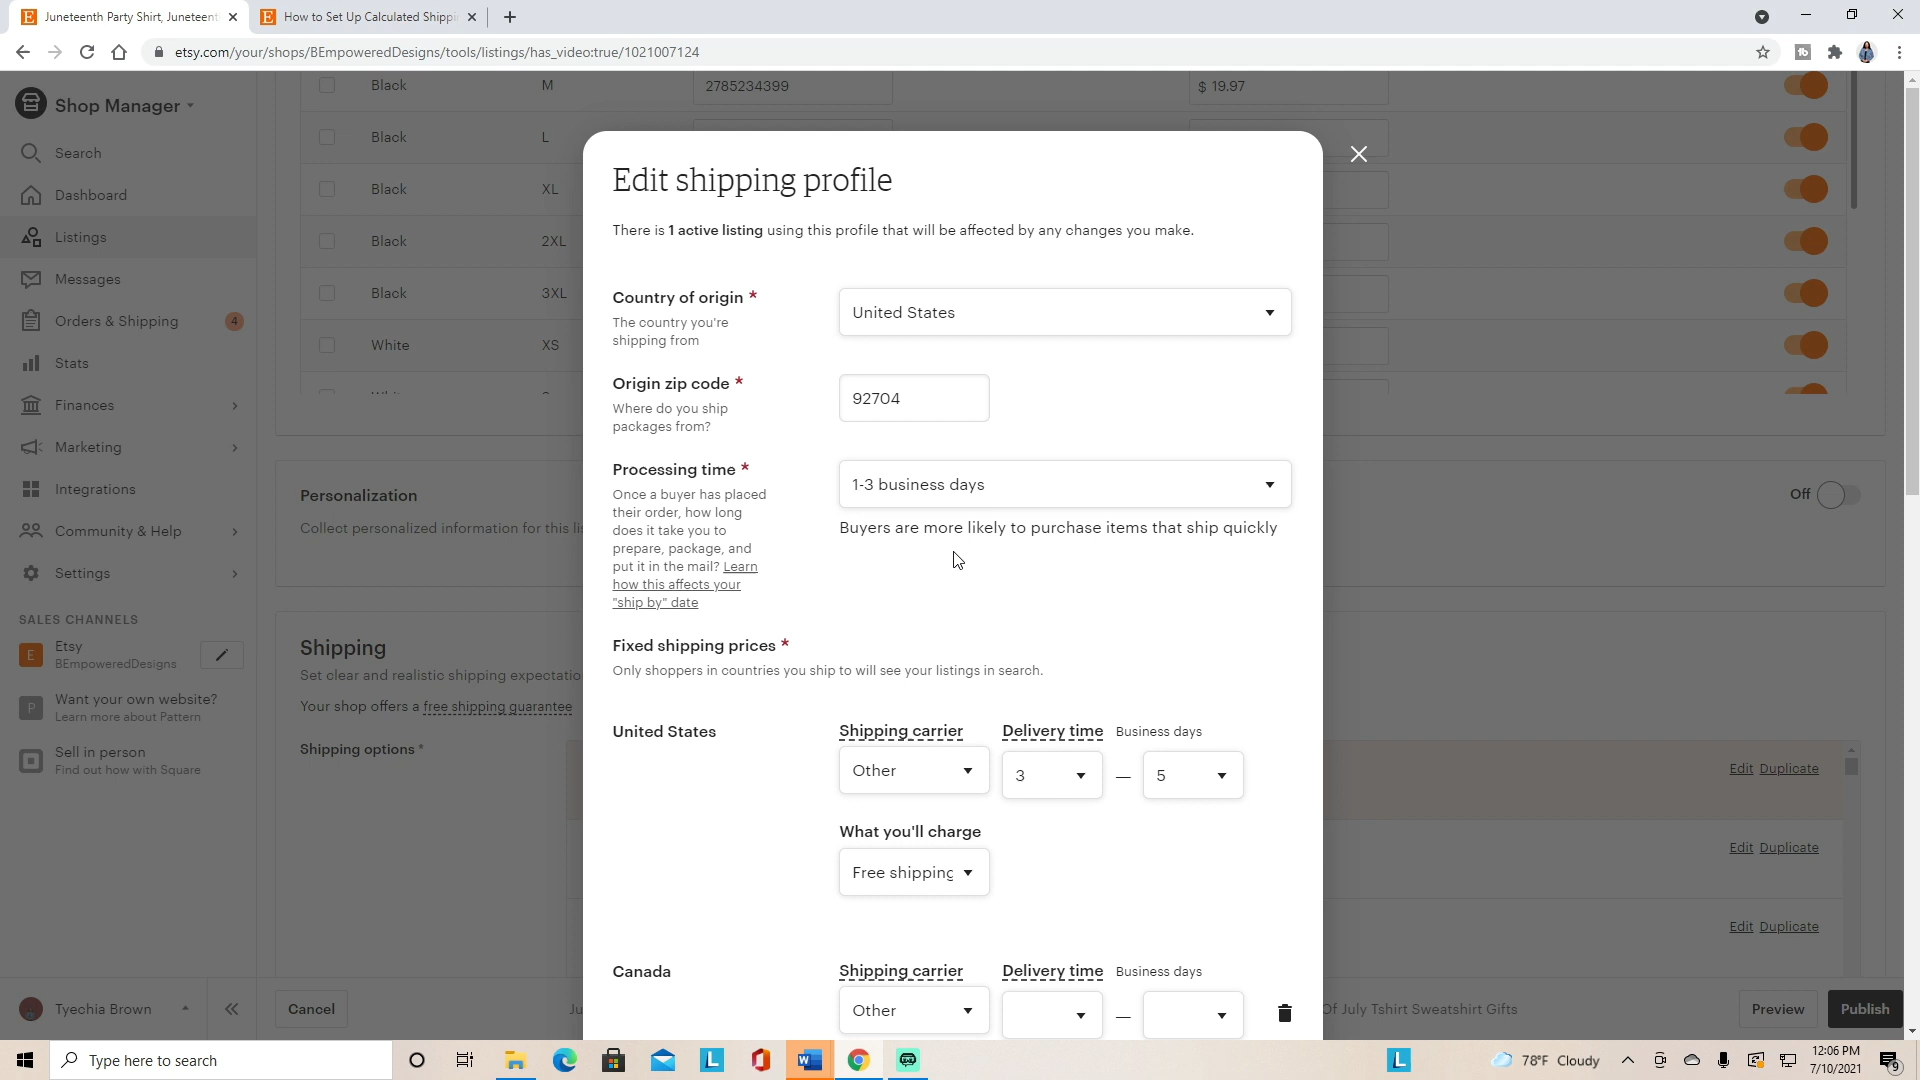 Juneteenth Party Shirt, Juneteent
How to Set Up Calculated Shippi
etsy.com/your/shops/BEmpoweredDesigns/tools/listings/has_video:true/1021007124
Shop Manager
Search
Dashboard
Listings
Messages
Orders & Shipping 4
Stats
Finances
Marketing
Integrations
Community & Help
Settings
SALES CHANNELS
E Etsy
BEmpoweredDesigns
P Want your own website?
Learn more about Pattern
Sell in person
Find out how with Square
Tyechia Brown
Black M 2785234399 $ 19.97
Black L
Black XL
Black 2XL
Black 3XL
White XS
Personalization
Collect personalized information for this li
Off
Shipping
Set clear and realistic shipping expectatio
Your shop offers a free shipping guarantee
Shipping options *
Edit Duplicate
Edit Duplicate
Edit Duplicate
Edit shipping profile
There is 1 active listing using this profile that will be affected by any changes you make.
Country of origin *
The country you're
shipping from
United States
Origin zip code *
Where do you ship
packages from?
92704
Processing time *
Once a buyer has placed
their order, how long
does it take you to
prepare, package, and
put it in the mail? Learn
how this affects your
"ship by" date
1-3 business days
Buyers are more likely to purchase items that ship quickly
Fixed shipping prices *
Only shoppers in countries you ship to will see your listings in search.
United States
Shipping carrier Delivery time Business days
Other 3 — 5
What you'll charge
Free shipping
Canada
Shipping carrier Delivery time Business days
Other —
Cancel
Ju
Of July Tshirt Sweatshirt Gifts
Preview
Publish
Type here to search
78°F Cloudy
12:06 PM
7/10/2021
9